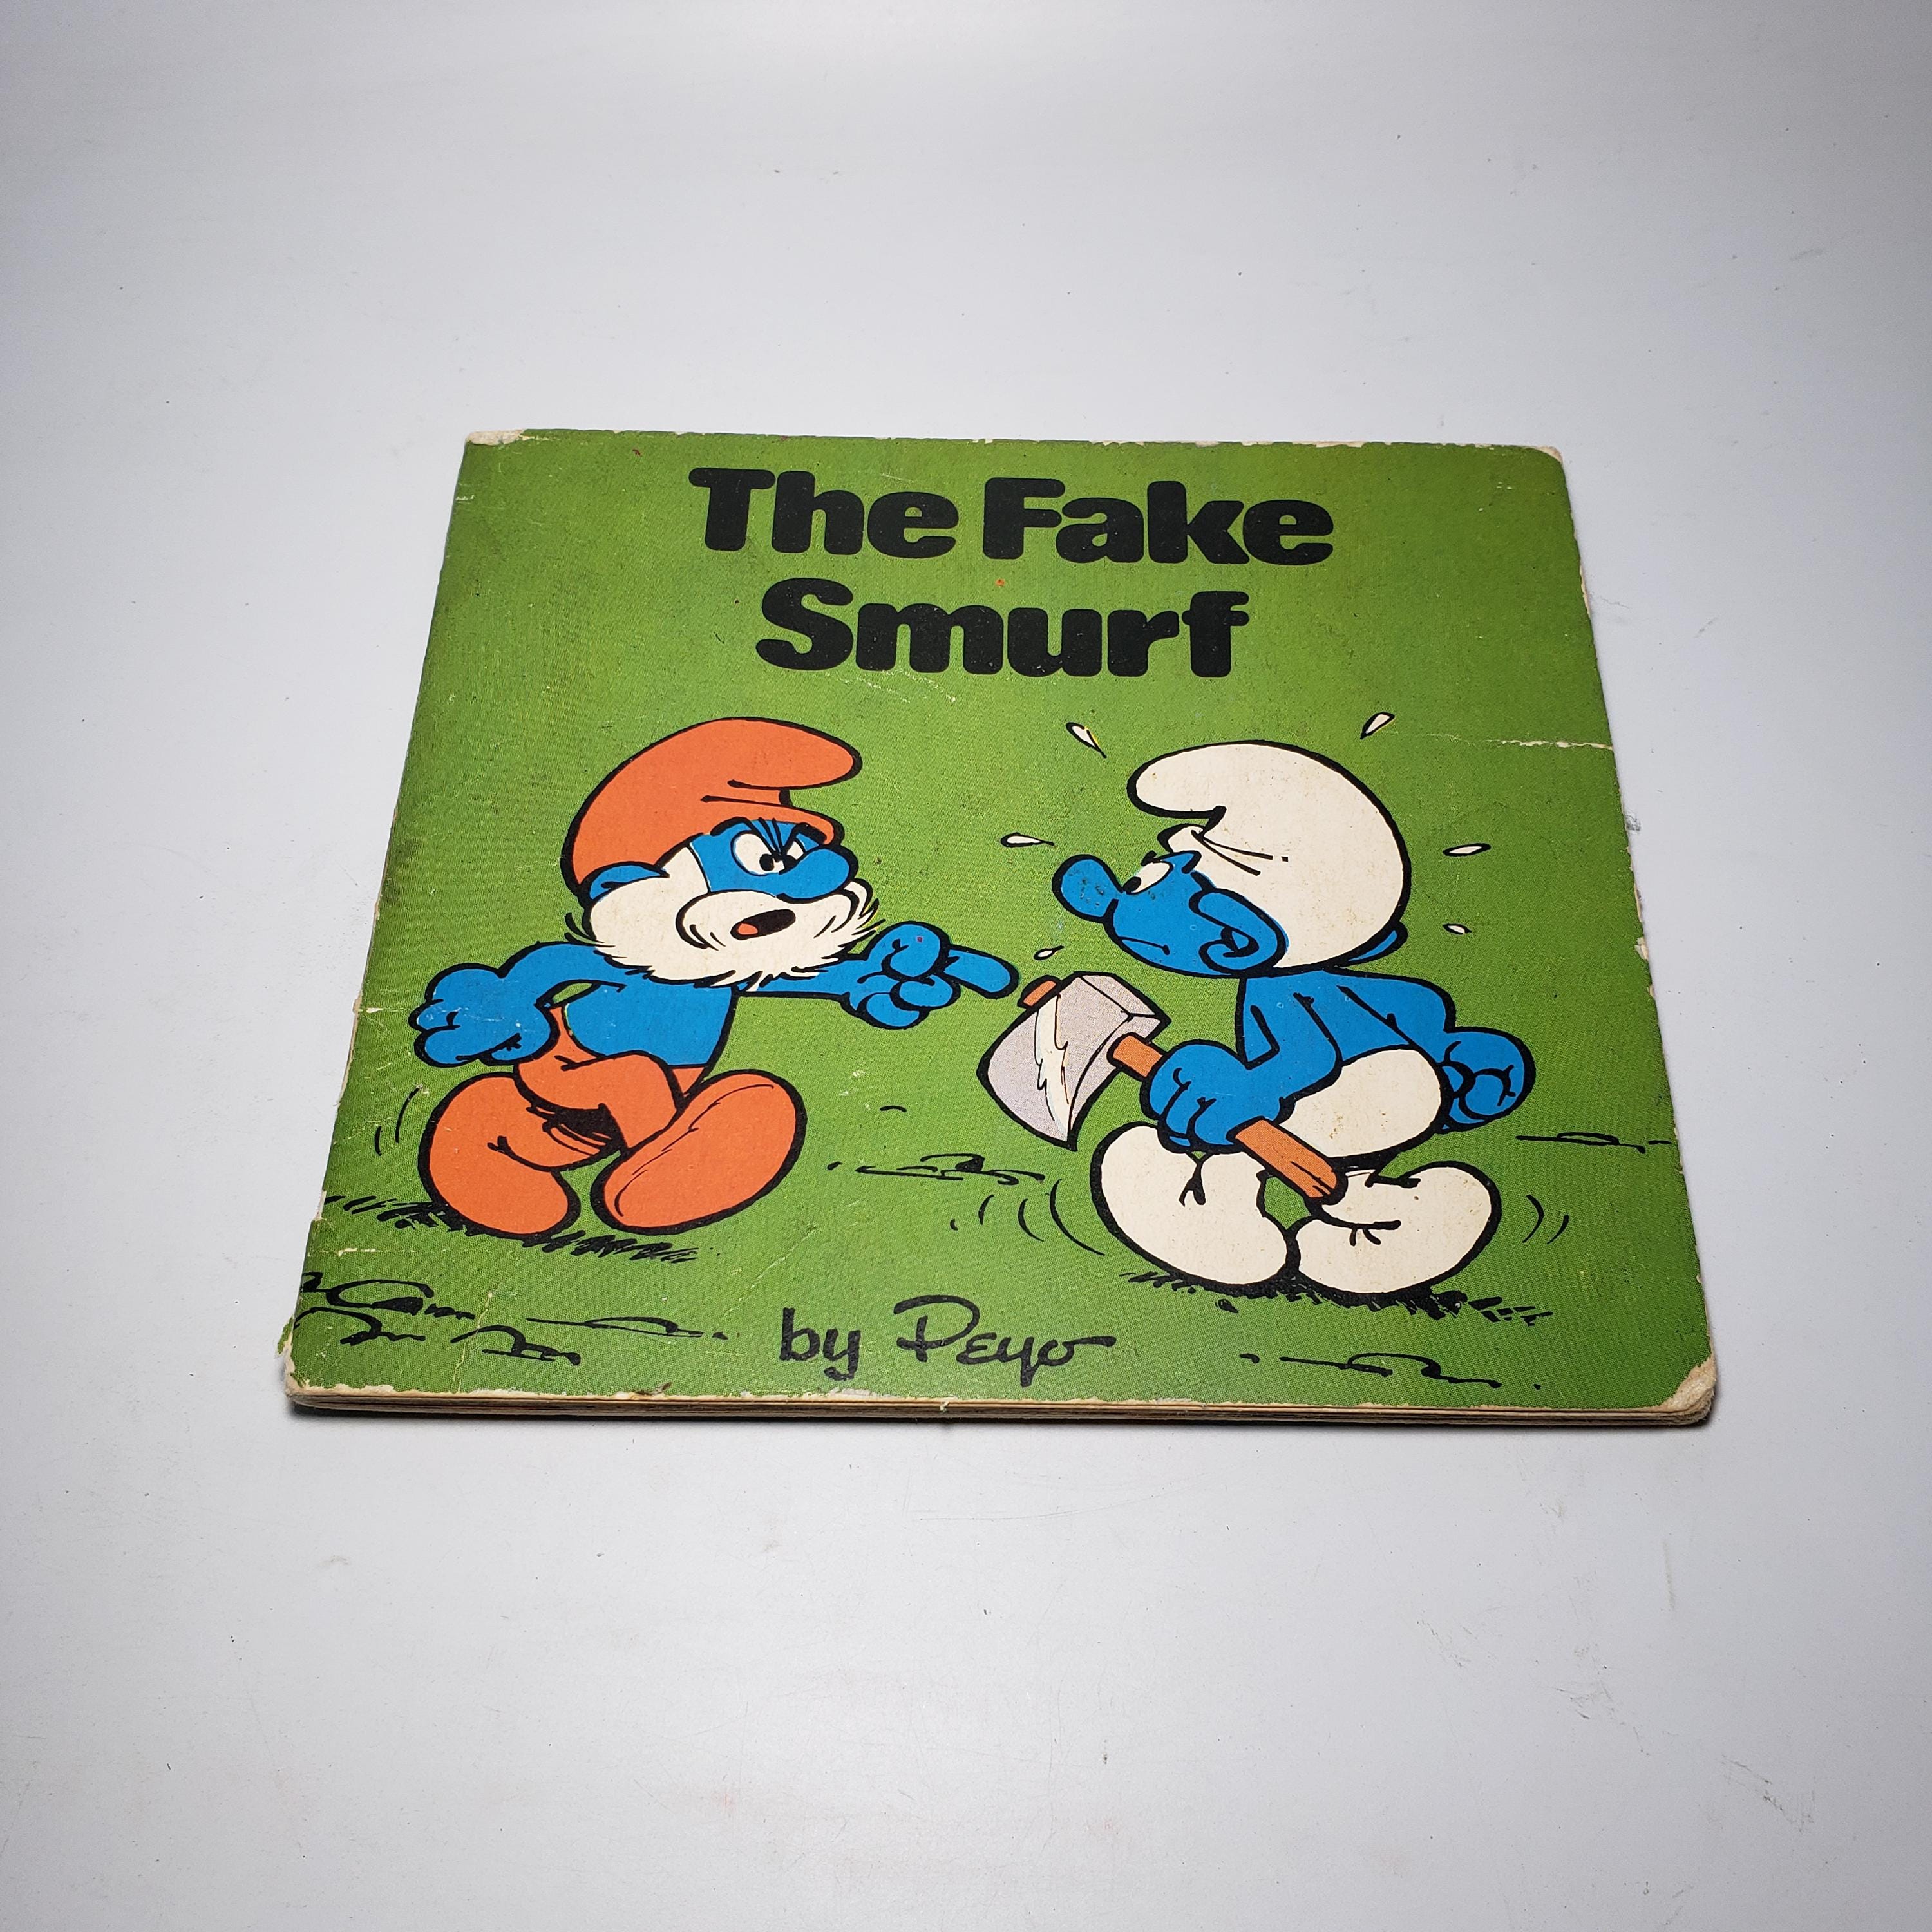 The Fake
Smurf
by Peyo